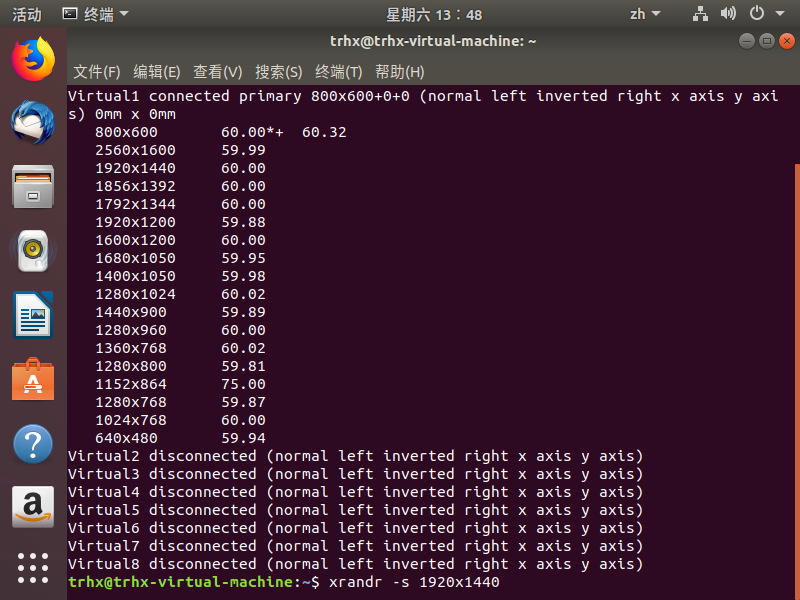 活动 终端 星期六 13：48 zh
trhx@trhx-virtual-machine: ~
文件(F) 编辑(E) 查看(V) 搜索(S) 终端(T) 帮助(H)
Virtual1 connected primary 800x600+0+0 (normal left inverted right x axis y axi
s) 0mm x 0mm
   800x600       60.00*+  60.32
   2560x1600     59.99
   1920x1440     60.00
   1856x1392     60.00
   1792x1344     60.00
   1920x1200     59.88
   1600x1200     60.00
   1680x1050     59.95
   1400x1050     59.98
   1280x1024     60.02
   1440x900      59.89
   1280x960      60.00
   1360x768      60.02
   1280x800      59.81
   1152x864      75.00
   1280x768      59.87
   1024x768      60.00
   640x480       59.94
Virtual2 disconnected (normal left inverted right x axis y axis)
Virtual3 disconnected (normal left inverted right x axis y axis)
Virtual4 disconnected (normal left inverted right x axis y axis)
Virtual5 disconnected (normal left inverted right x axis y axis)
Virtual6 disconnected (normal left inverted right x axis y axis)
Virtual7 disconnected (normal left inverted right x axis y axis)
Virtual8 disconnected (normal left inverted right x axis y axis)
trhx@trhx-virtual-machine:~$ xrandr -s 1920x1440